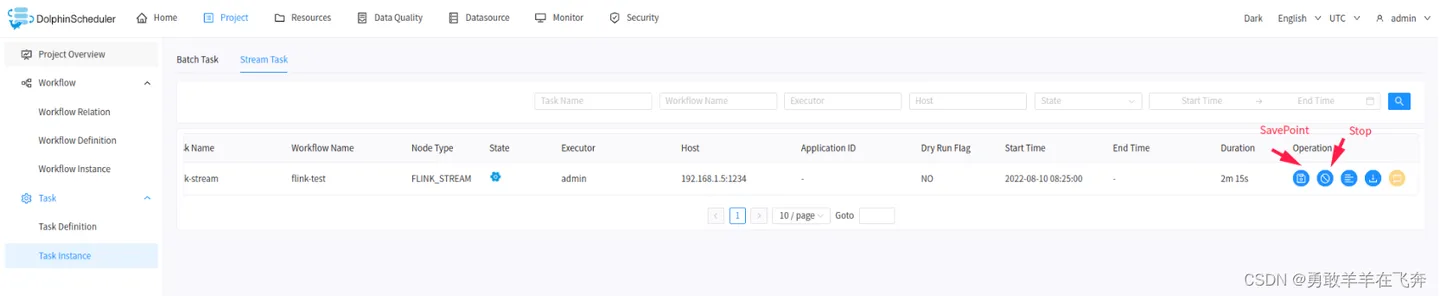 DolphinScheduler Home Project Resources Data Quality Datasource Monitor Security Dark English UTC admin
Project Overview
Workflow
Workflow Relation
Workflow Definition
Workflow Instance
Task
Task Definition
Task Instance
Batch Task Stream Task
Task Name Workflow Name Executor Host State Start Time → End Time
SavePoint Stop
k Name Workflow Name Node Type State Executor Host Application ID Dry Run Flag Start Time End Time Duration Operation
k-stream flink-test FLINK_STREAM admin 192.168.1.5:1234 - NO 2022-08-10 08:25:00 - 2m 15s
< 1 > 10 / page Goto
CSDN @勇敢羊羊在飞奔